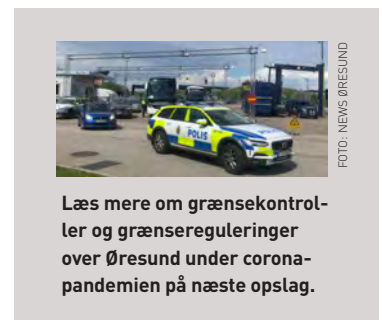 POLIS
POLIS
FOTO: NEWS ØRESUND
Læs mere om grænsekontrol-
ler og grænsereguleringer
over Øresund under corona-
pandemien på næste opslag.